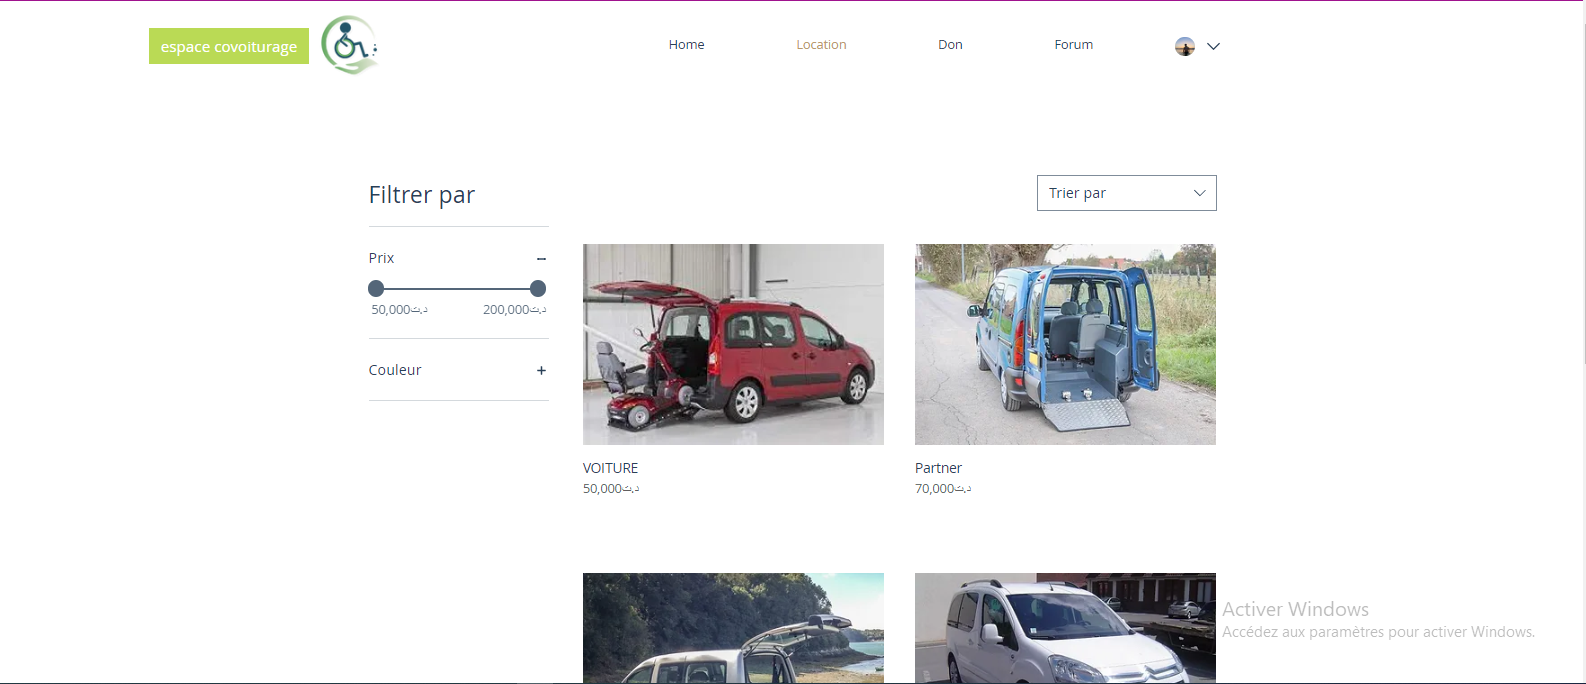 espace covoiturage
Home
Location
Don
Forum
Filtrer par
Trier par
Prix
50,000د.ت
200,000د.ت
Couleur
VOITURE
50,000د.ت
Partner
70,000د.ت
Activer Windows
Accédez aux paramètres pour activer Windows.